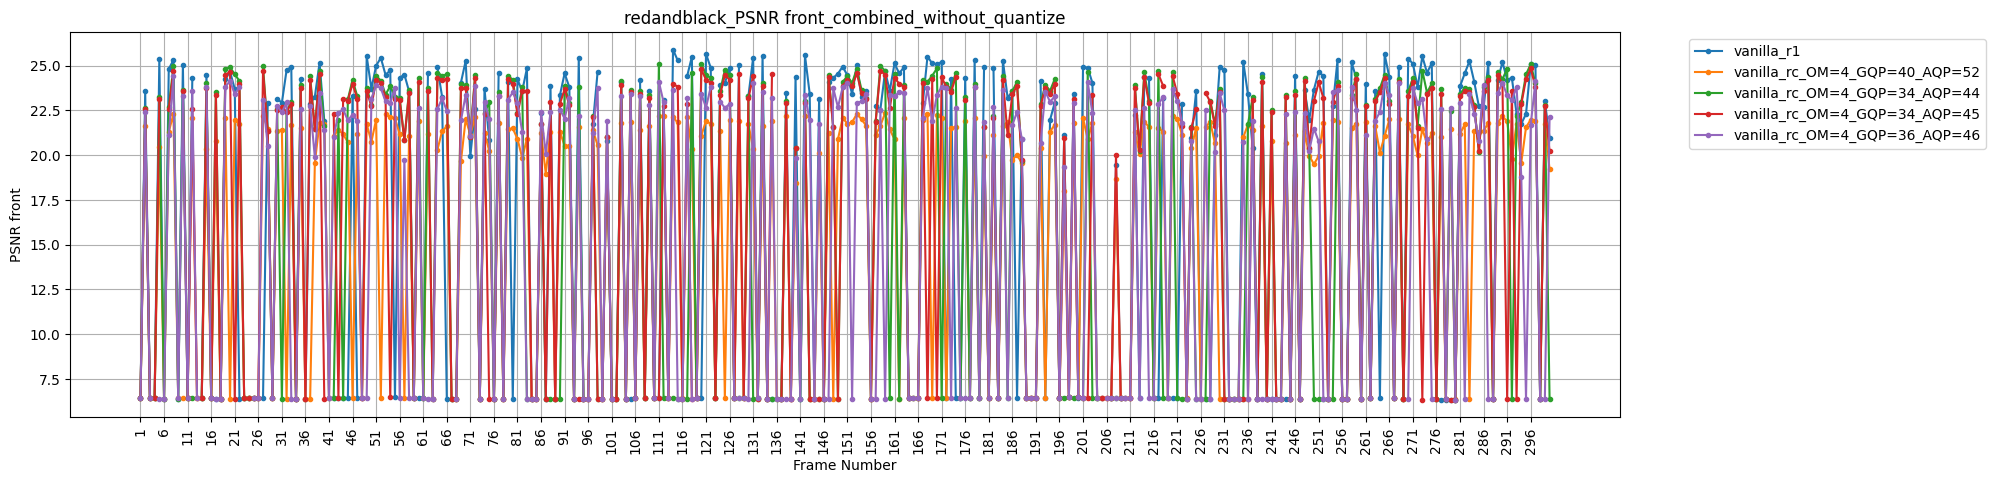 redandblack_PSNR front_combined_without_quantize
PSNR front
25.0
22.5
20.0
17.5
15.0
12.5
10.0
7.5
1 6 11 16 21 26 31 36 41 46 51 56 61 66 71 76 81 86 91 96 101 106 111 116 121 126 131 136 141 146 151 156 161 166 171 176 181 186 191 196 201 206 211 216 221 226 231 236 241 246 251 256 261 266 271 276 281 286 291 296
Frame Number
vanilla_r1
vanilla_rc_OM=4_GQP=40_AQP=52
vanilla_rc_OM=4_GQP=34_AQP=44
vanilla_rc_OM=4_GQP=34_AQP=45
vanilla_rc_OM=4_GQP=36_AQP=46